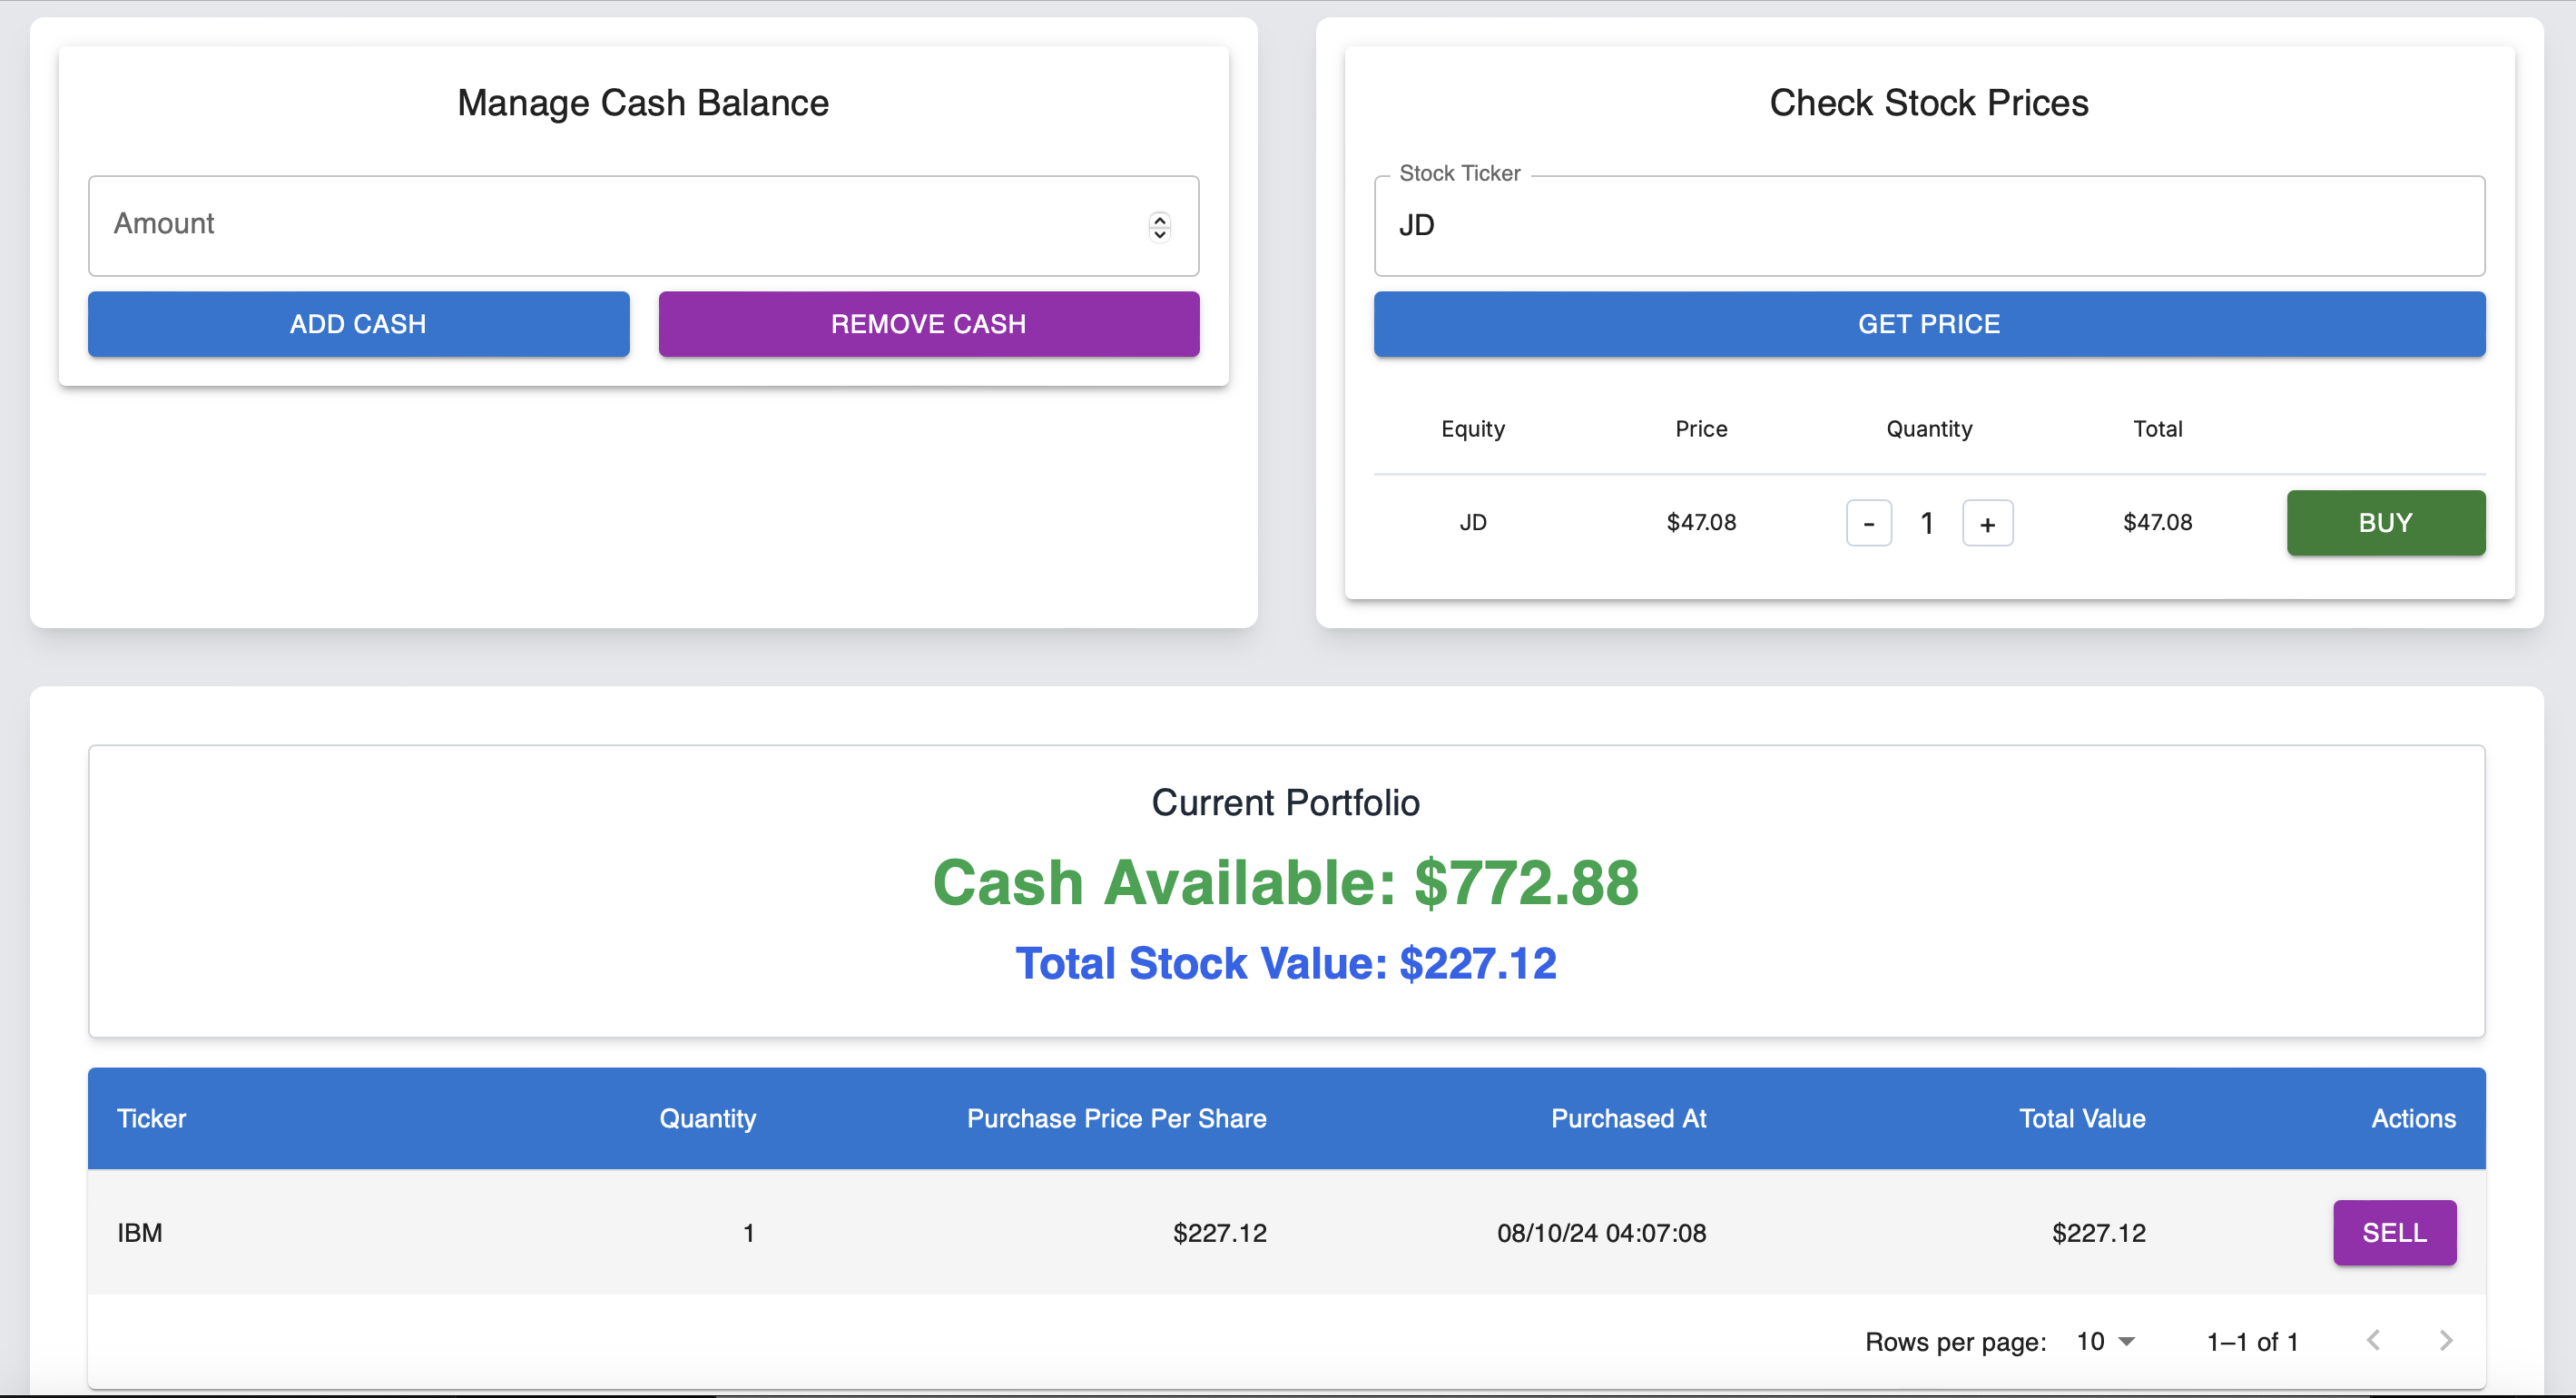 Manage Cash Balance
Amount
ADD CASH REMOVE CASH
Check Stock Prices
Stock Ticker
JD
GET PRICE
Equity Price Quantity Total
JD $47.08 - 1 + $47.08 BUY
Current Portfolio
Cash Available: $772.88
Total Stock Value: $227.12
Ticker Quantity Purchase Price Per Share Purchased At Total Value Actions
IBM 1 $227.12 08/10/24 04:07:08 $227.12 SELL
Rows per page: 10 1–1 of 1